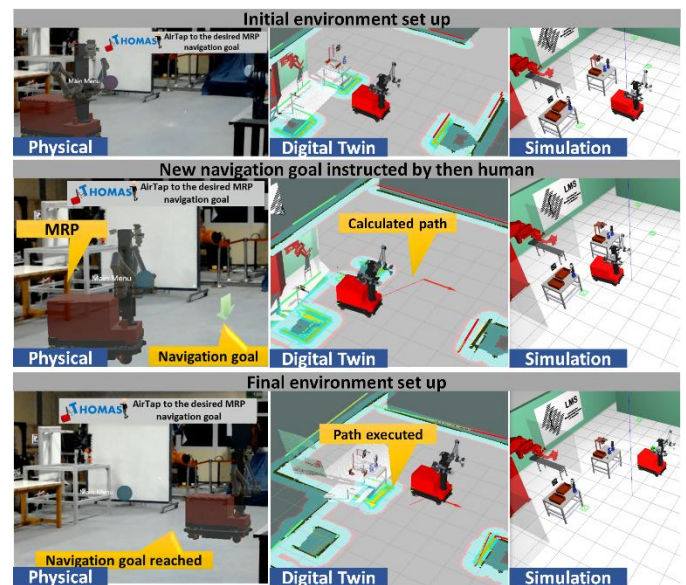 Initial environment set up
THOMAS
AirTap to the desired MRP
navigation goal
Main Menu
Physical
Digital Twin
Simulation
New navigation goal instructed by then human
THOMAS
AirTap to the desired MRP
navigation goal
MRP
Main Menu
Calculated path
LMS
Navigation goal
Physical
Digital Twin
Simulation
Final environment set up
THOMAS
AirTap to the desired MRP
navigation goal
Main Menu
Path executed
LMS
Navigation goal reached
Physical
Digital Twin
Simulation